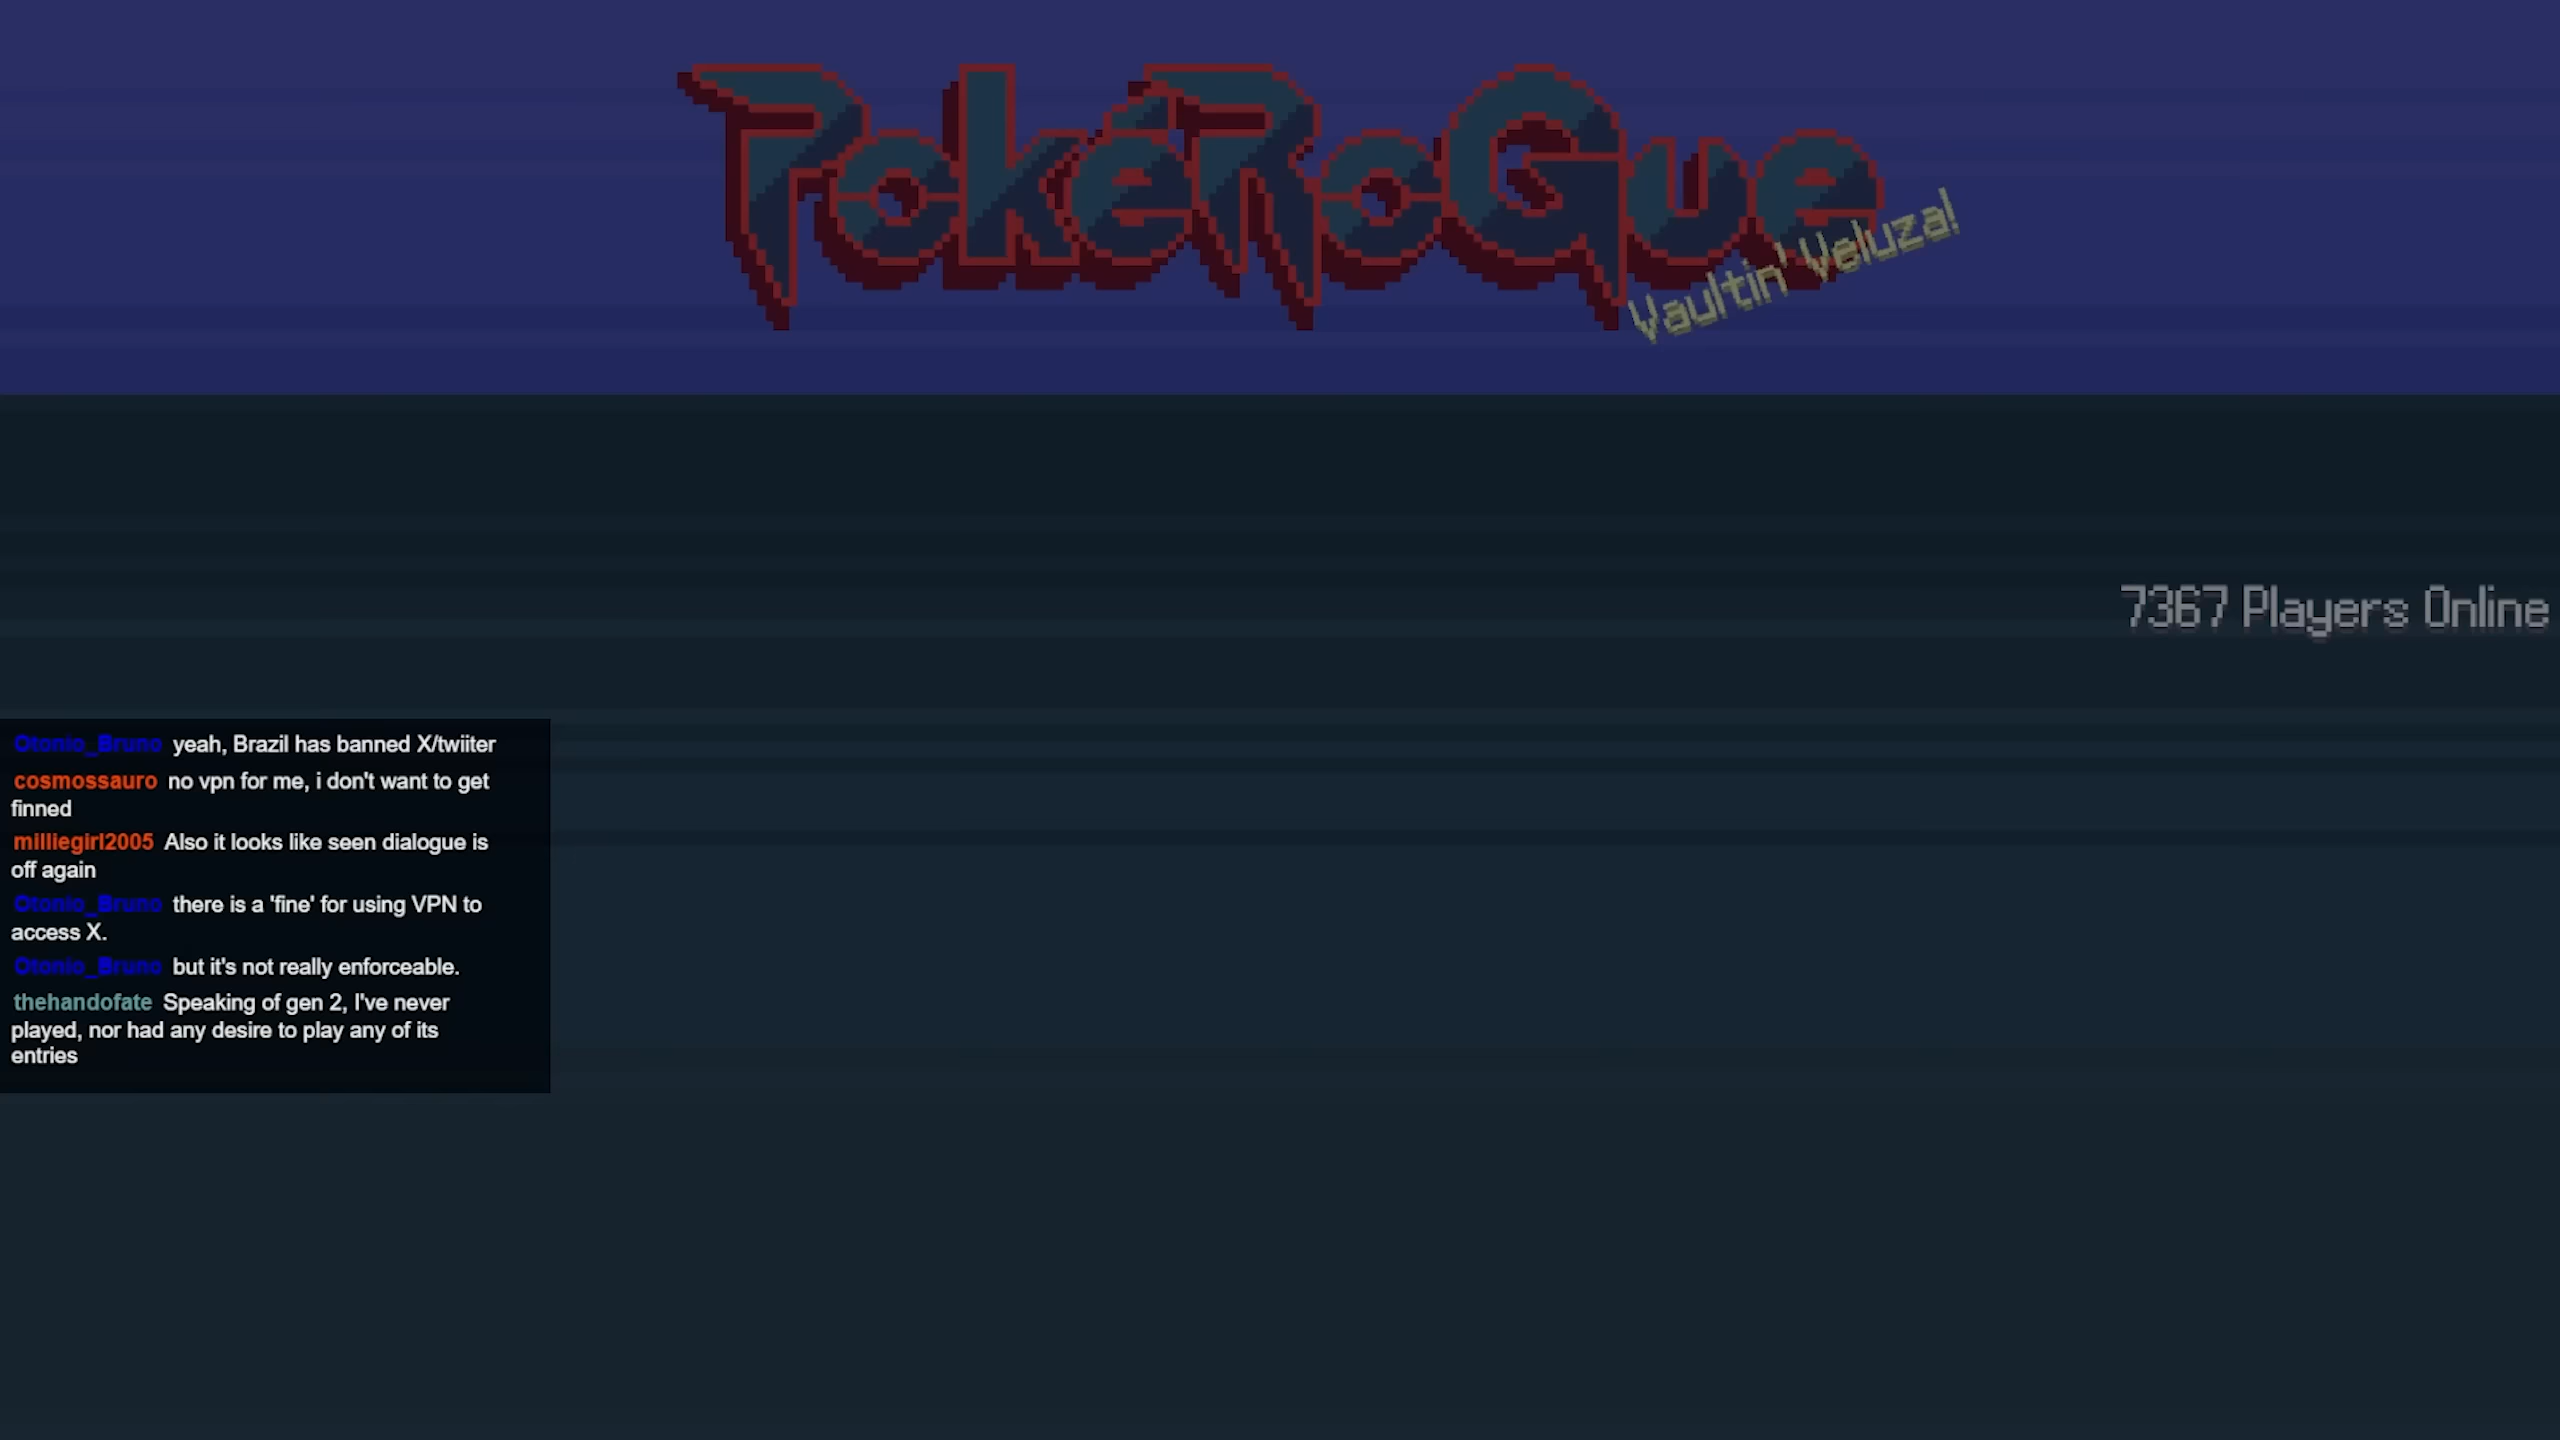 PokéRoGue
Vaultin' Veluza!
7367 Players Online
Otonio_Bruno yeah, Brazil has banned X/twiiter
cosmossauro no vpn for me, i don't want to get
finned
milliegirl2005 Also it looks like seen dialogue is
off again
Otonio_Bruno there is a 'fine' for using VPN to
access X.
Otonio_Bruno but it's not really enforceable.
thehandofate Speaking of gen 2, I've never
played, nor had any desire to play any of its
entries